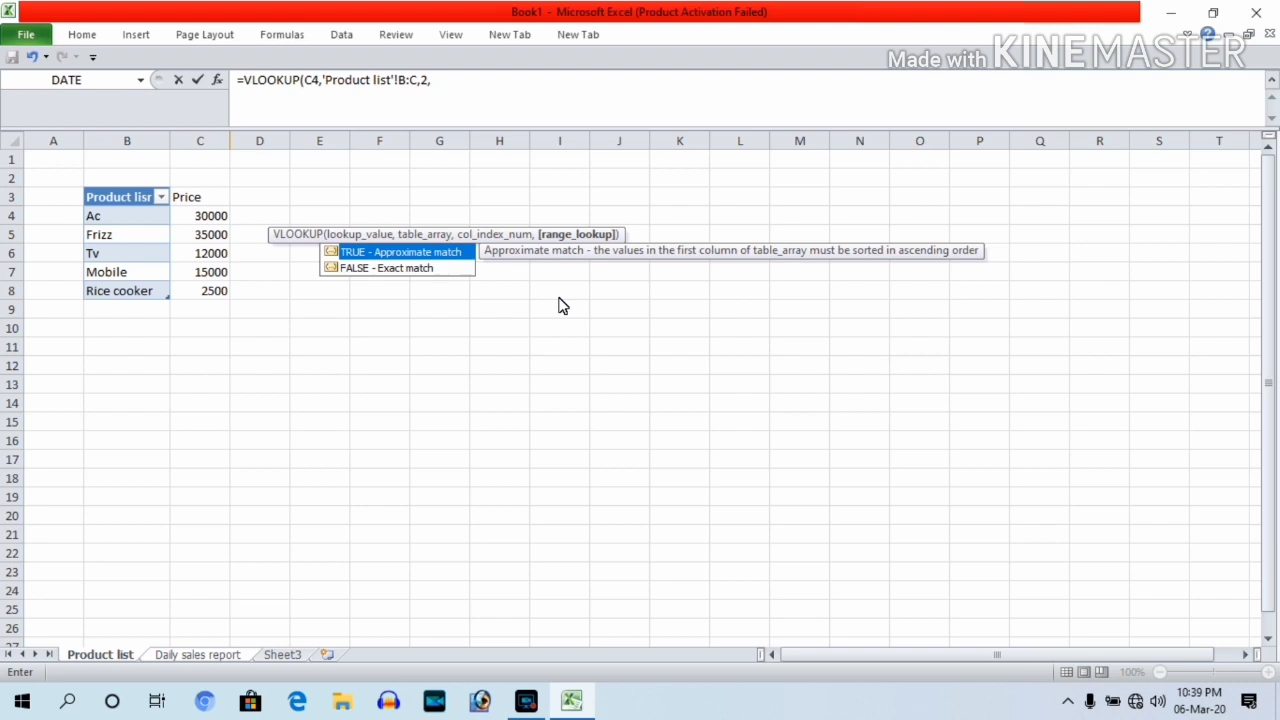 Book1 - Microsoft Excel (Product Activation Failed)
File Home Insert Page Layout Formulas Data Review View New Tab New Tab
Made with KINEMASTER
DATE fx =VLOOKUP(C4,'Product list'!B:C,2,
A B C D E F G H I J K L M N O P Q R S T
1
2
3 Product lisr Price
4 Ac 30000
5 Frizz 35000 VLOOKUP(lookup_value, table_array, col_index_num, [range_lookup])
6 Tv 12000 TRUE - Approximate match Approximate match - the values in the first column of table_array must be sorted in ascending order
7 Mobile 15000 FALSE - Exact match
8 Rice cooker 2500
9
10
11
12
13
14
15
16
17
18
19
20
21
22
23
24
25
26
27
Product list Daily sales report Sheet3
Enter 100%
10:39 PM
06-Mar-20